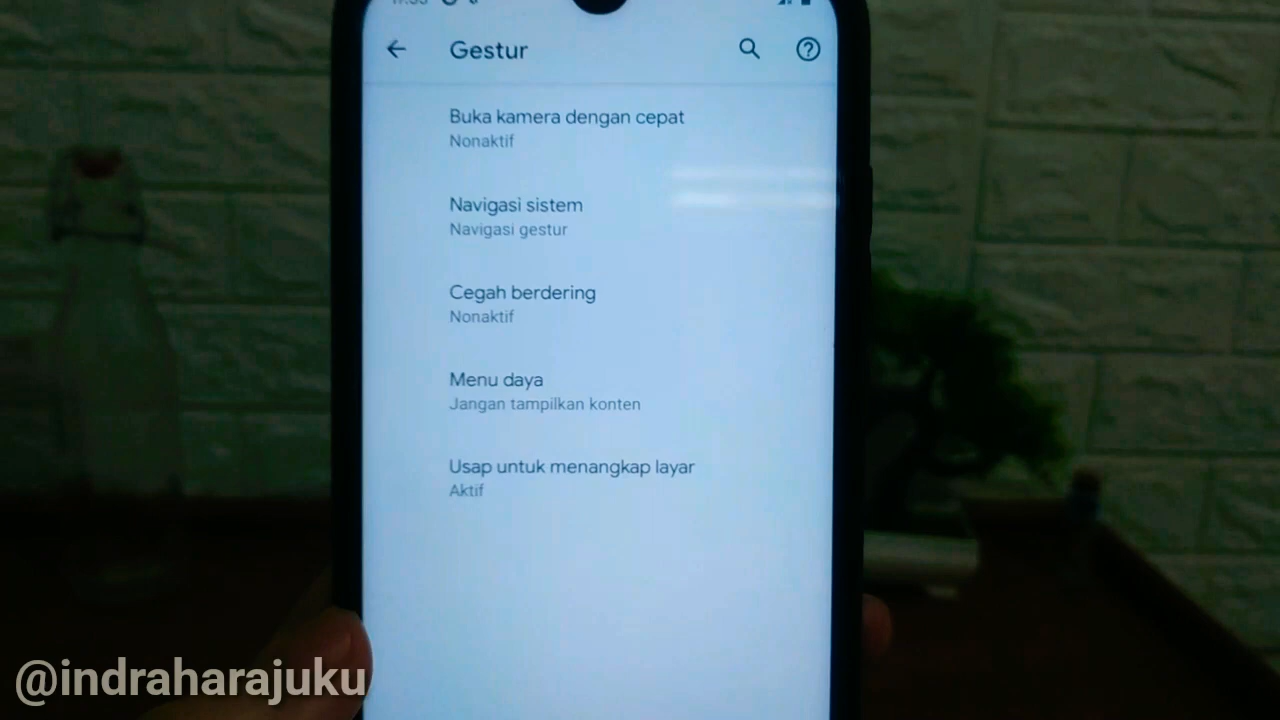 Gestur
Buka kamera dengan cepat
Nonaktif
Navigasi sistem
Navigasi gestur
Cegah berdering
Nonaktif
Menu daya
Jangan tampilkan konten
Usap untuk menangkap layar
Aktif
@indraharajuku